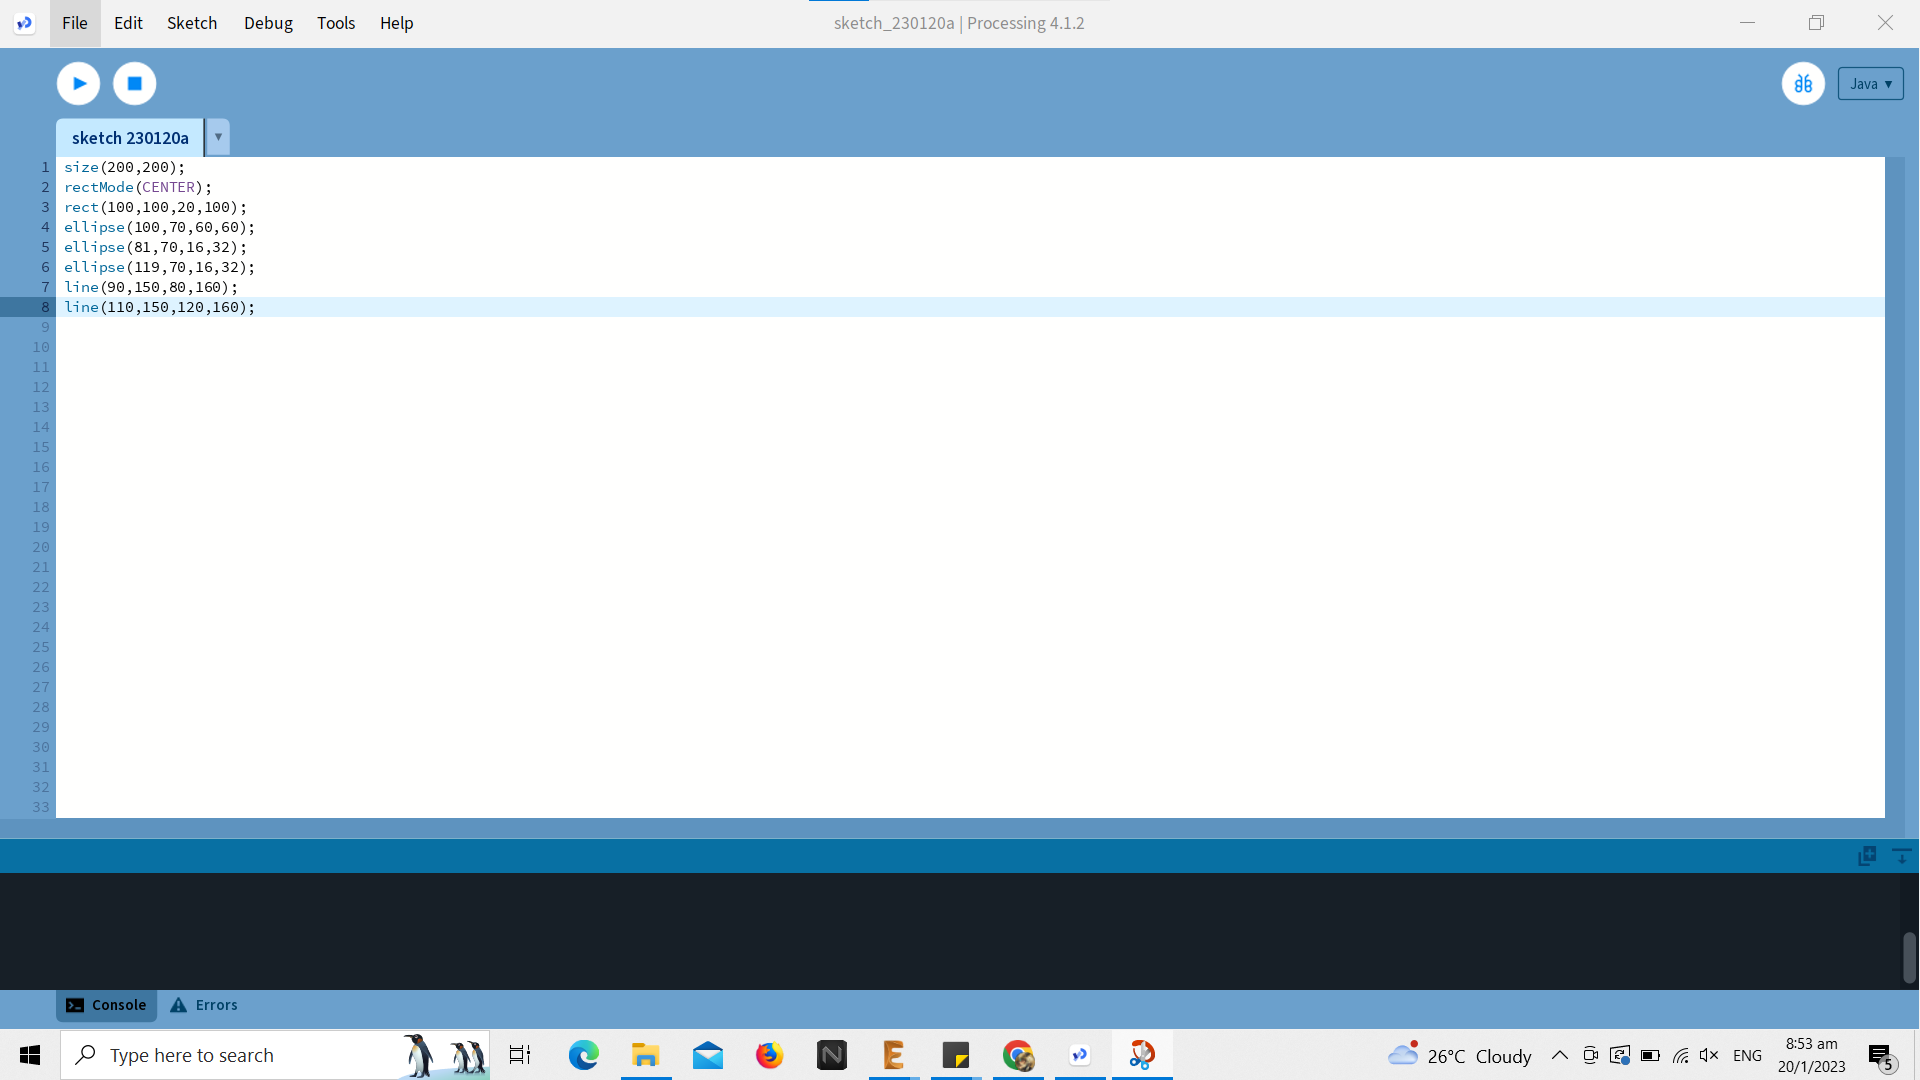 File Edit Sketch Debug Tools Help
sketch_230120a | Processing 4.1.2
Java ▾
sketch 230120a ▾
1 size(200,200);
2 rectMode(CENTER);
3 rect(100,100,20,100);
4 ellipse(100,70,60,60);
5 ellipse(81,70,16,32);
6 ellipse(119,70,16,32);
7 line(90,150,80,160);
8 line(110,150,120,160);
9
10
11
12
13
14
15
16
17
18
19
20
21
22
23
24
25
26
27
28
29
30
31
32
33
Console Errors
Type here to search
26°C Cloudy
ENG
8:53 am
20/1/2023
5